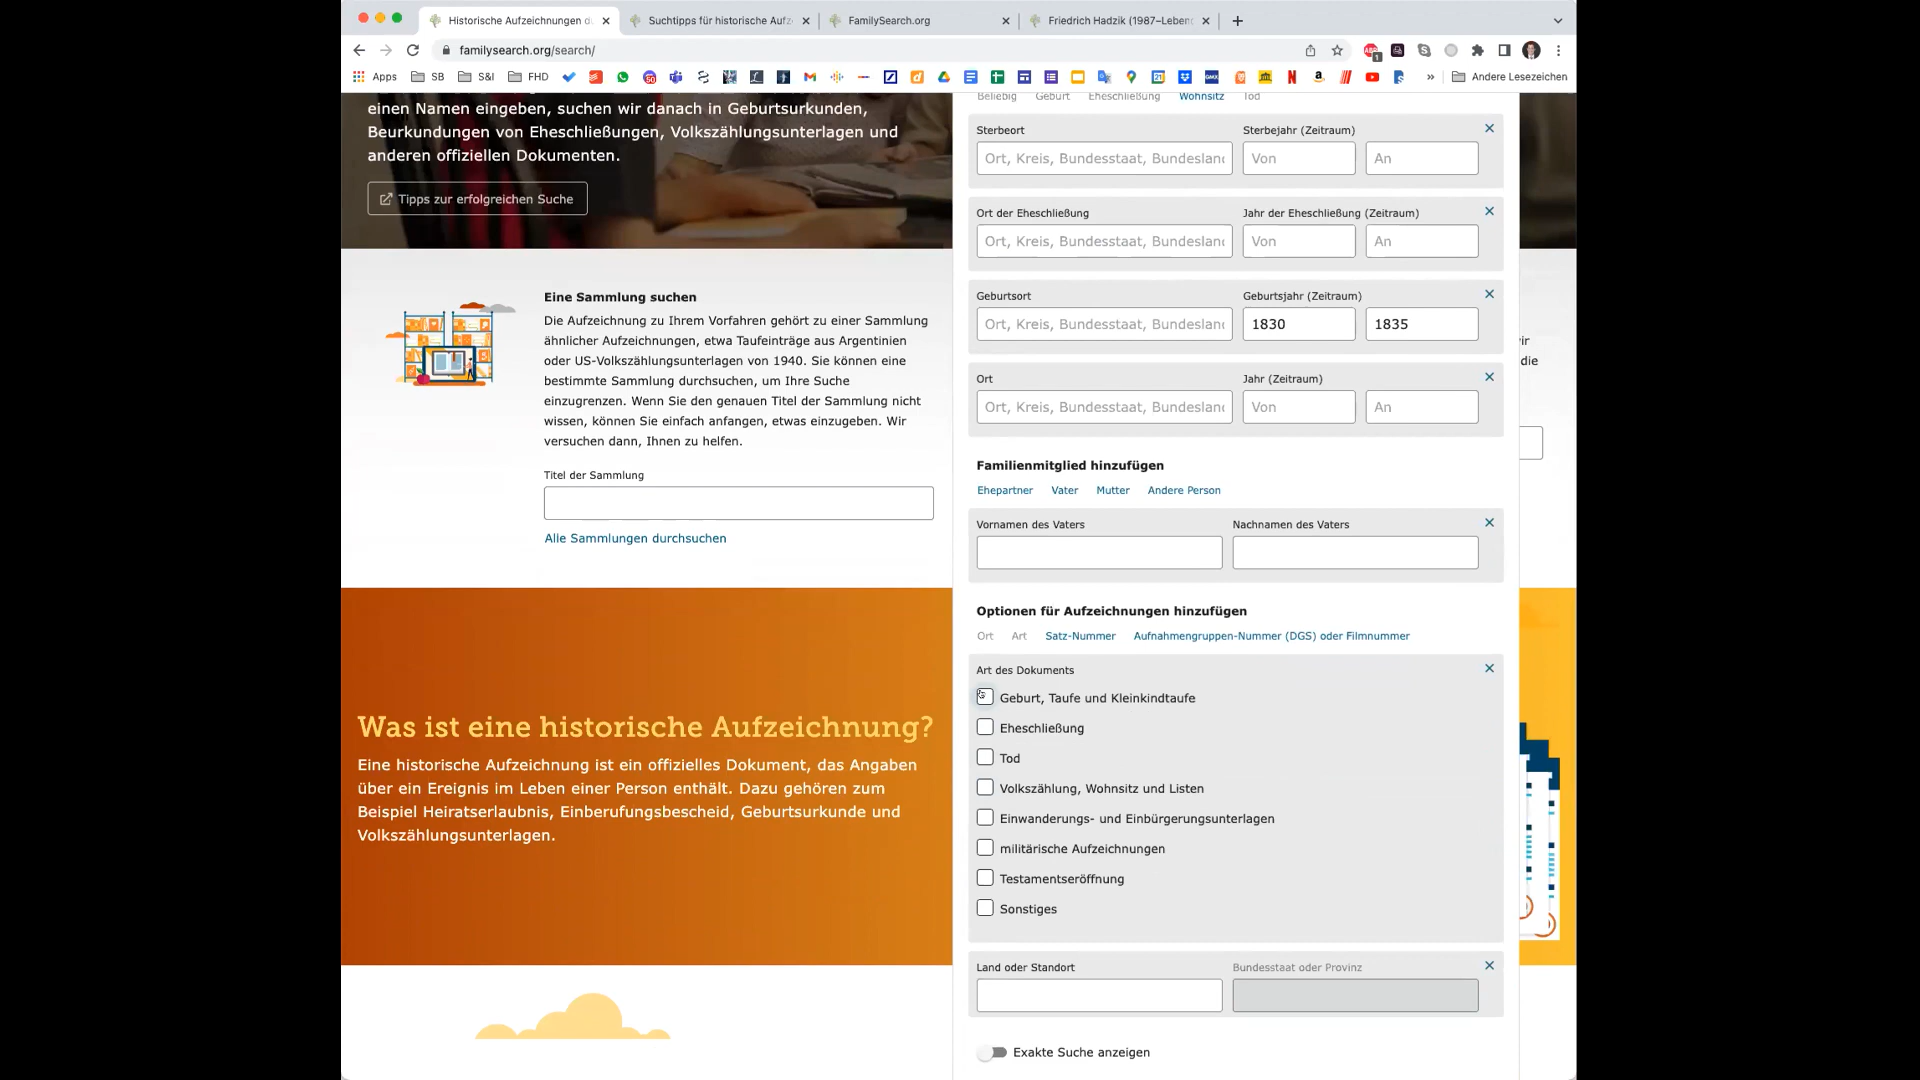 Historische Aufzeichnungen du
Suchtipps für historische Aufz
FamilySearch.org
Friedrich Hadzik (1987–Lebend
familysearch.org/search/
Apps
SB
S&I
FHD
Andere Lesezeichen
einen Namen eingeben, suchen wir danach in Geburtsurkunden,
Beurkundungen von Eheschließungen, Volkszählungsunterlagen und
anderen offiziellen Dokumenten.
Tipps zur erfolgreichen Suche
Eine Sammlung suchen
Die Aufzeichnung zu Ihrem Vorfahren gehört zu einer Sammlung
ähnlicher Aufzeichnungen, etwa Taufeinträge aus Argentinien
oder US-Volkszählungsunterlagen von 1940. Sie können eine
bestimmte Sammlung durchsuchen, um Ihre Suche
einzugrenzen. Wenn Sie den genauen Titel der Sammlung nicht
wissen, können Sie einfach anfangen, etwas einzugeben. Wir
versuchen dann, Ihnen zu helfen.
Titel der Sammlung
Alle Sammlungen durchsuchen
Was ist eine historische Aufzeichnung?
Eine historische Aufzeichnung ist ein offizielles Dokument, das Angaben
über ein Ereignis im Leben einer Person enthält. Dazu gehören zum
Beispiel Heiratserlaubnis, Einberufungsbescheid, Geburtsurkunde und
Volkszählungsunterlagen.
Beliebig Geburt Eheschließung Wohnsitz Tod
Sterbeort Sterbejahr (Zeitraum)
Ort, Kreis, Bundesstaat, Bundesland Von An
Ort der Eheschließung Jahr der Eheschließung (Zeitraum)
Ort, Kreis, Bundesstaat, Bundesland Von An
Geburtsort Geburtsjahr (Zeitraum)
Ort, Kreis, Bundesstaat, Bundesland 1830 1835
Ort Jahr (Zeitraum)
Ort, Kreis, Bundesstaat, Bundesland Von An
Familienmitglied hinzufügen
Ehepartner Vater Mutter Andere Person
Vornamen des Vaters Nachnamen des Vaters
Optionen für Aufzeichnungen hinzufügen
Ort Art Satz-Nummer Aufnahmengruppen-Nummer (DGS) oder Filmnummer
Art des Dokuments
Geburt, Taufe und Kleinkindtaufe
Eheschließung
Tod
Volkszählung, Wohnsitz und Listen
Einwanderungs- und Einbürgerungsunterlagen
militärische Aufzeichnungen
Testamentseröffnung
Sonstiges
Land oder Standort Bundesstaat oder Provinz
Exakte Suche anzeigen
ir
die